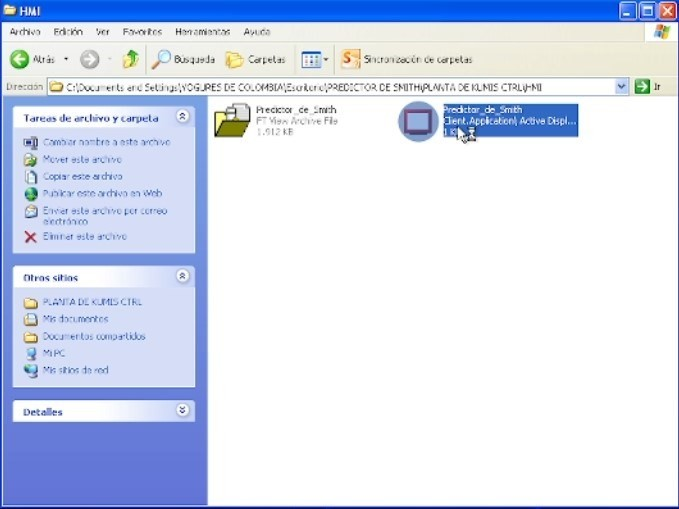 HMI
Archivo Edición Ver Favoritos Herramientas Ayuda
Atrás Búsqueda Carpetas Sincronización de carpetas
Dirección C:\Documents and Settings\YOGURES DE COLOMBIA\Escritorio\PREDICTOR DE SMITH\PLANTA DE KUMIS CTRL\HMI Ir
Tareas de archivo y carpeta
Cambiar nombre a este archivo
Mover este archivo
Copiar este archivo
Publicar este archivo en Web
Enviar este archivo por correo
electrónico
Eliminar este archivo
Otros sitios
PLANTA DE KUMIS CTRL
Mis documentos
Documentos compartidos
Mi PC
Mis sitios de red
Detalles
Predictor_de_Smith
FT View Archive File
1.912 KB
Predictor_de_Smith
Client.Application\ Active Displ...
1 KB